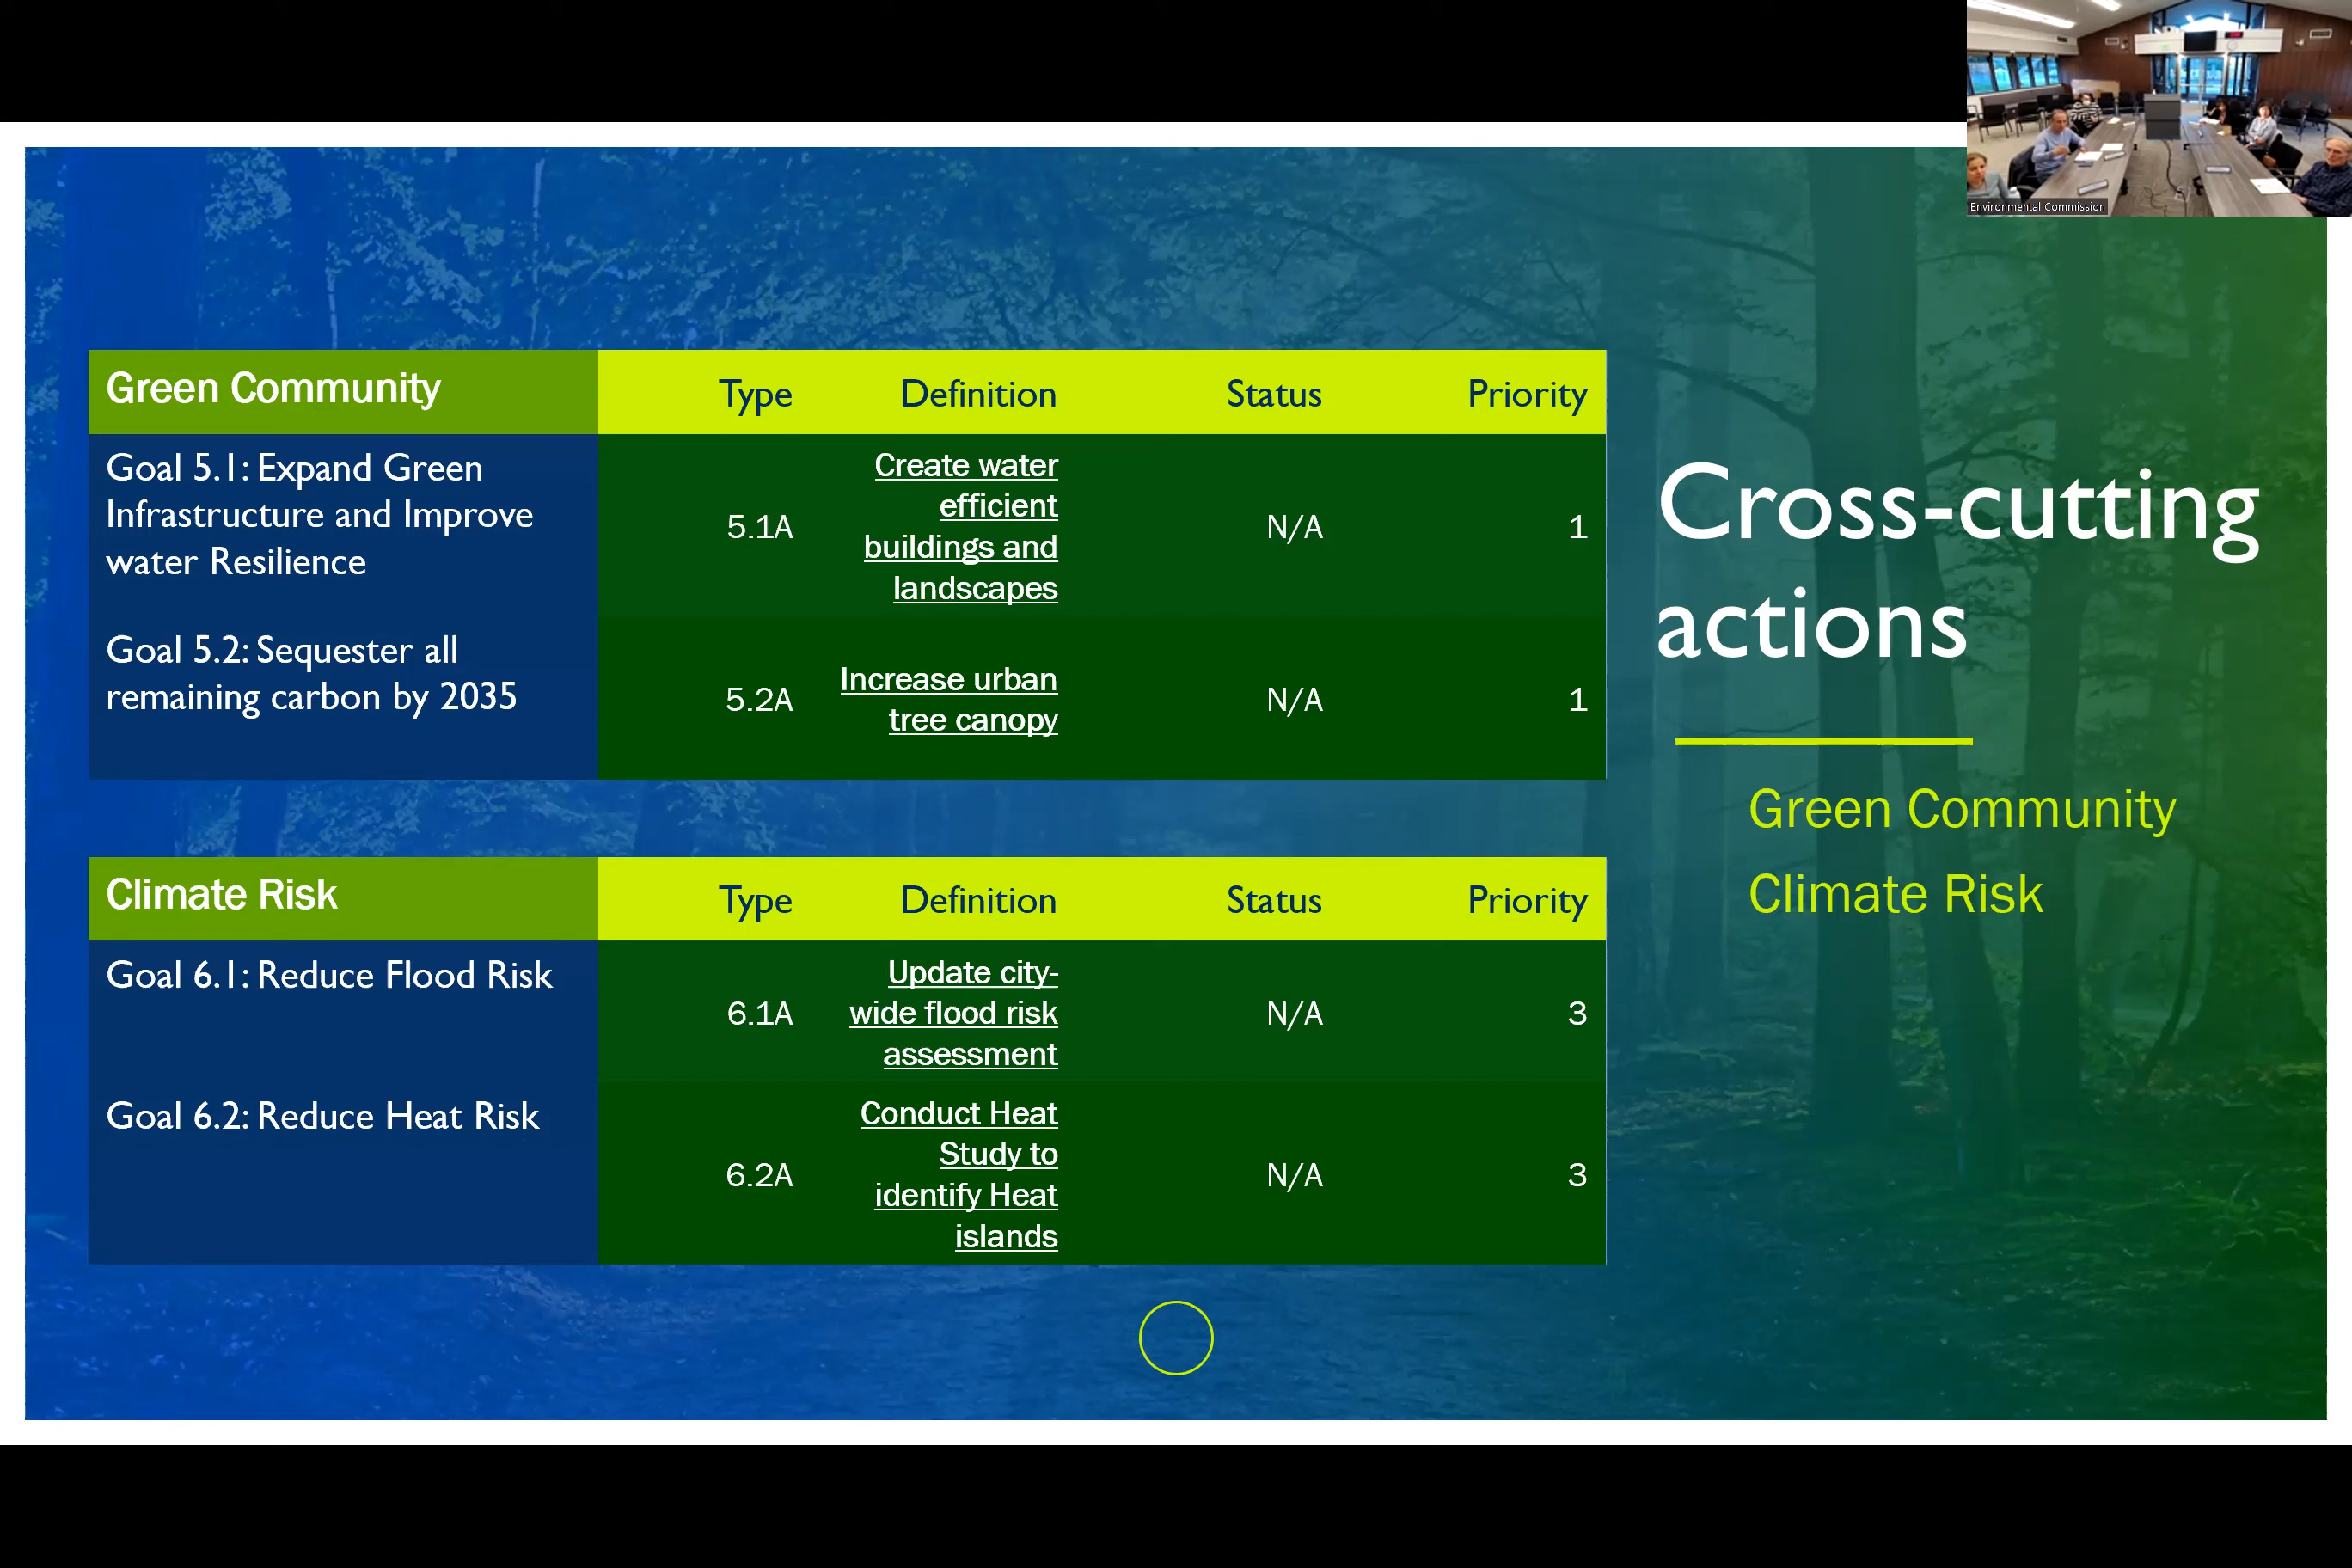 Environmental Commission
Green Community
Type
Definition
Status
Priority
Goal 5.1: Expand Green
Infrastructure and Improve
water Resilience
5.1A
Create water
efficient
buildings and
landscapes
N/A
1
Goal 5.2: Sequester all
remaining carbon by 2035
5.2A
Increase urban
tree canopy
N/A
1
Climate Risk
Type
Definition
Status
Priority
Goal 6.1: Reduce Flood Risk
6.1A
Update city-
wide flood risk
assessment
N/A
3
Goal 6.2: Reduce Heat Risk
6.2A
Conduct Heat
Study to
identify Heat
islands
N/A
3
Cross-cutting
actions
Green Community
Climate Risk